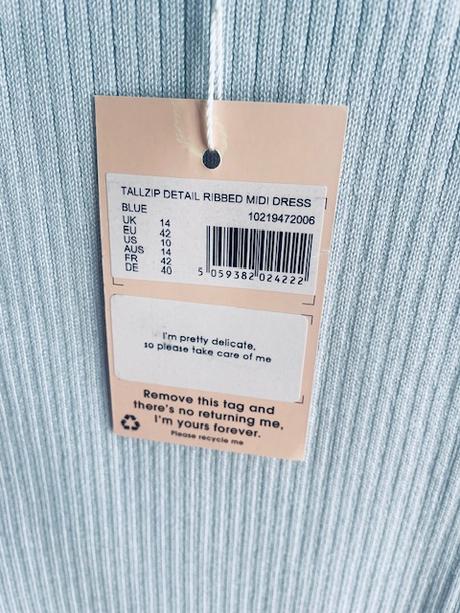 TALLZIP DETAIL RIBBED MIDI DRESS
BLUE 10219472006
UK 14
EU 42
US 10
AUS 14
FR 42
DE 40
5 059382 024222
I'm pretty delicate,
so please take care of me
Remove this tag and
there's no returning me,
I'm yours forever.
Please recycle me